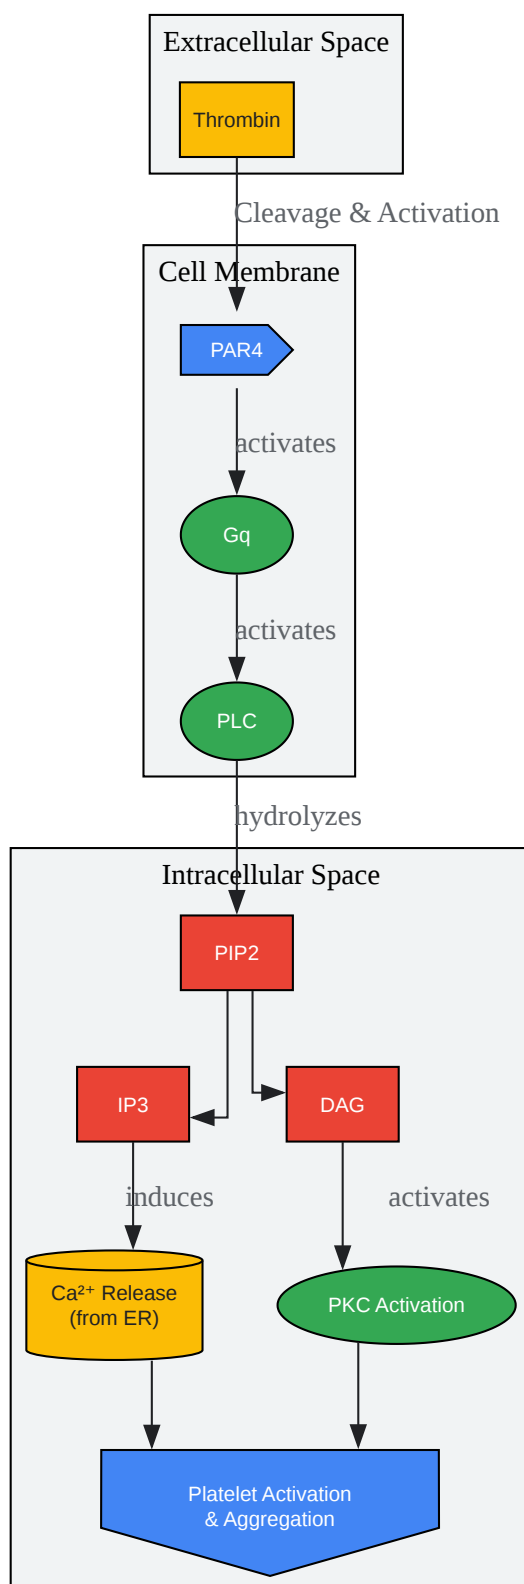 Extracellular Space
Thrombin
Cleavage & Activation
Cell Membrane
PAR4
activates
Gq
activates
PLC
hydrolyzes
Intracellular Space
PIP2
IP3
DAG
induces
activates
Ca²⁺ Release
(from ER)
PKC Activation
Platelet Activation
& Aggregation